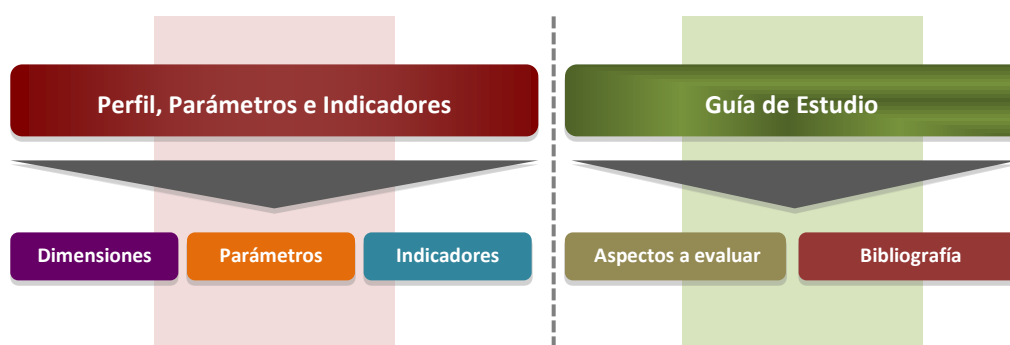 Perfil, Parámetros e Indicadores
Guía de Estudio
Dimensiones
Parámetros
Indicadores
Aspectos a evaluar
Bibliografía